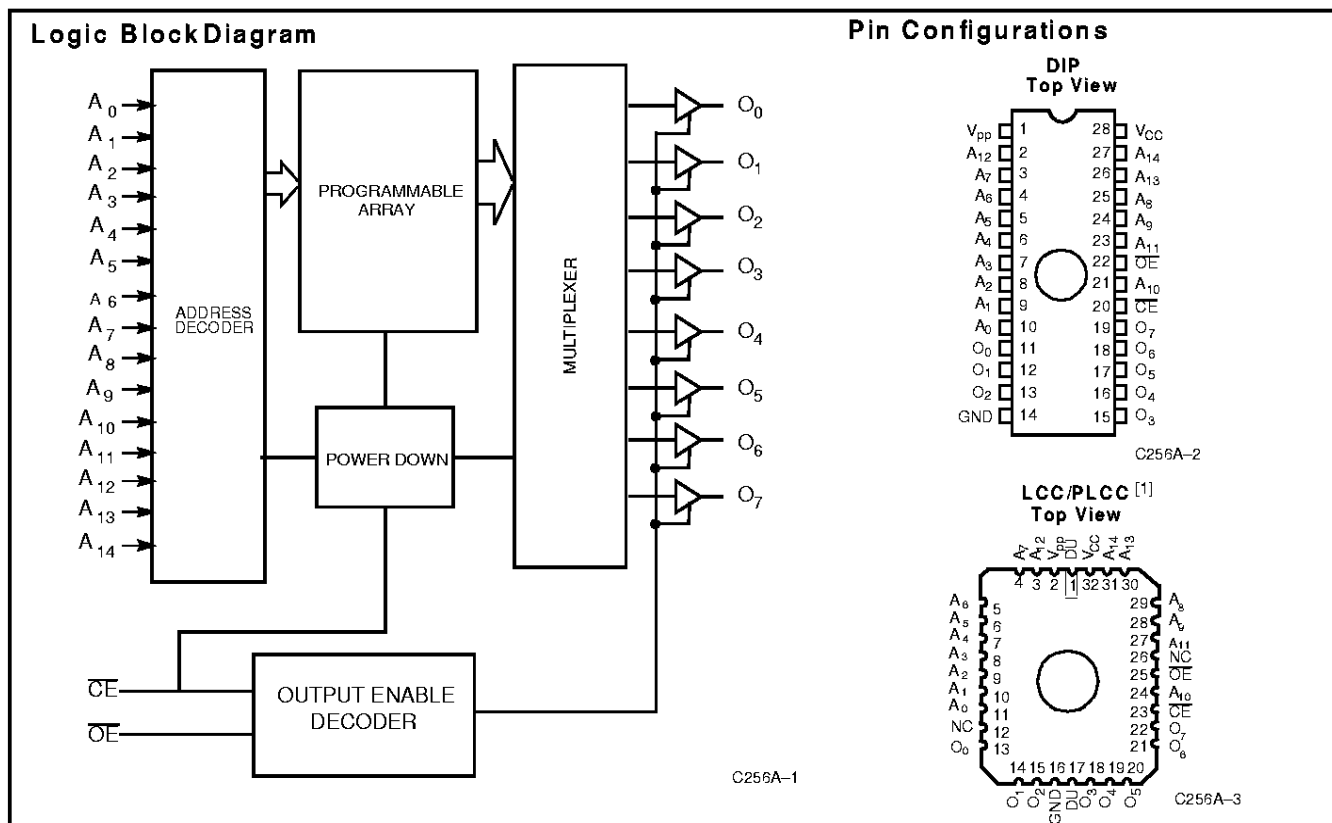 Logic BlockDiagram
A0
A1
A2
A3
A4
A5
A6
A7
A8
A9
A10
A11
A12
A13
A14
ADDRESS
DECODER
PROGRAMMABLE
ARRAY
POWER DOWN
MULTIPLEXER
O0
O1
O2
O3
O4
O5
O6
O7
CE
OE
OUTPUT ENABLE
DECODER
C256A–1
Pin Configurations
DIP
Top View
Vpp 1 28 VCC
A12 2 27 A14
A7 3 26 A13
A6 4 25 A8
A5 5 24 A9
A4 6 23 A11
A3 7 22 OE
A2 8 21 A10
A1 9 20 CE
A0 10 19 O7
O0 11 18 O6
O1 12 17 O5
O2 13 16 O4
GND 14 15 O3
C256A–2
LCC/PLCC [1]
Top View
A7 A12 VPP DU VCC A14 A13
4 3 2 1 32 31 30
A6 5 29 A8
A5 6 28 A9
A4 7 27 A11
A3 8 26 NC
A2 9 25 OE
A1 10 24 A10
A0 11 23 CE
NC 12 22 O7
O0 13 21 O6
14 15 16 17 18 19 20
O1 O2 GND DU O3 O4 O5
C256A–3